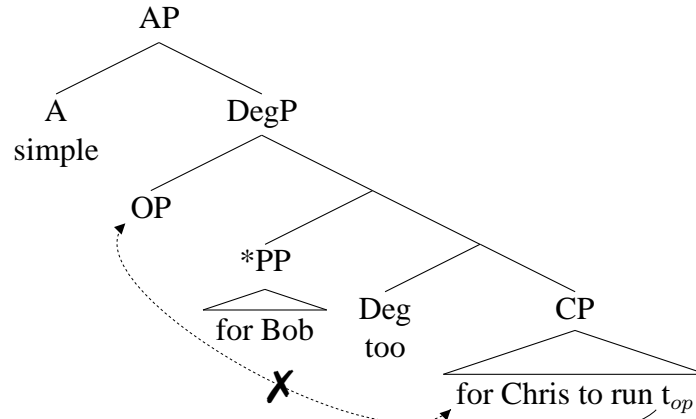 AP
A DegP
simple
OP
*PP
for Bob
Deg CP
too
for Chris to run t_op
✗